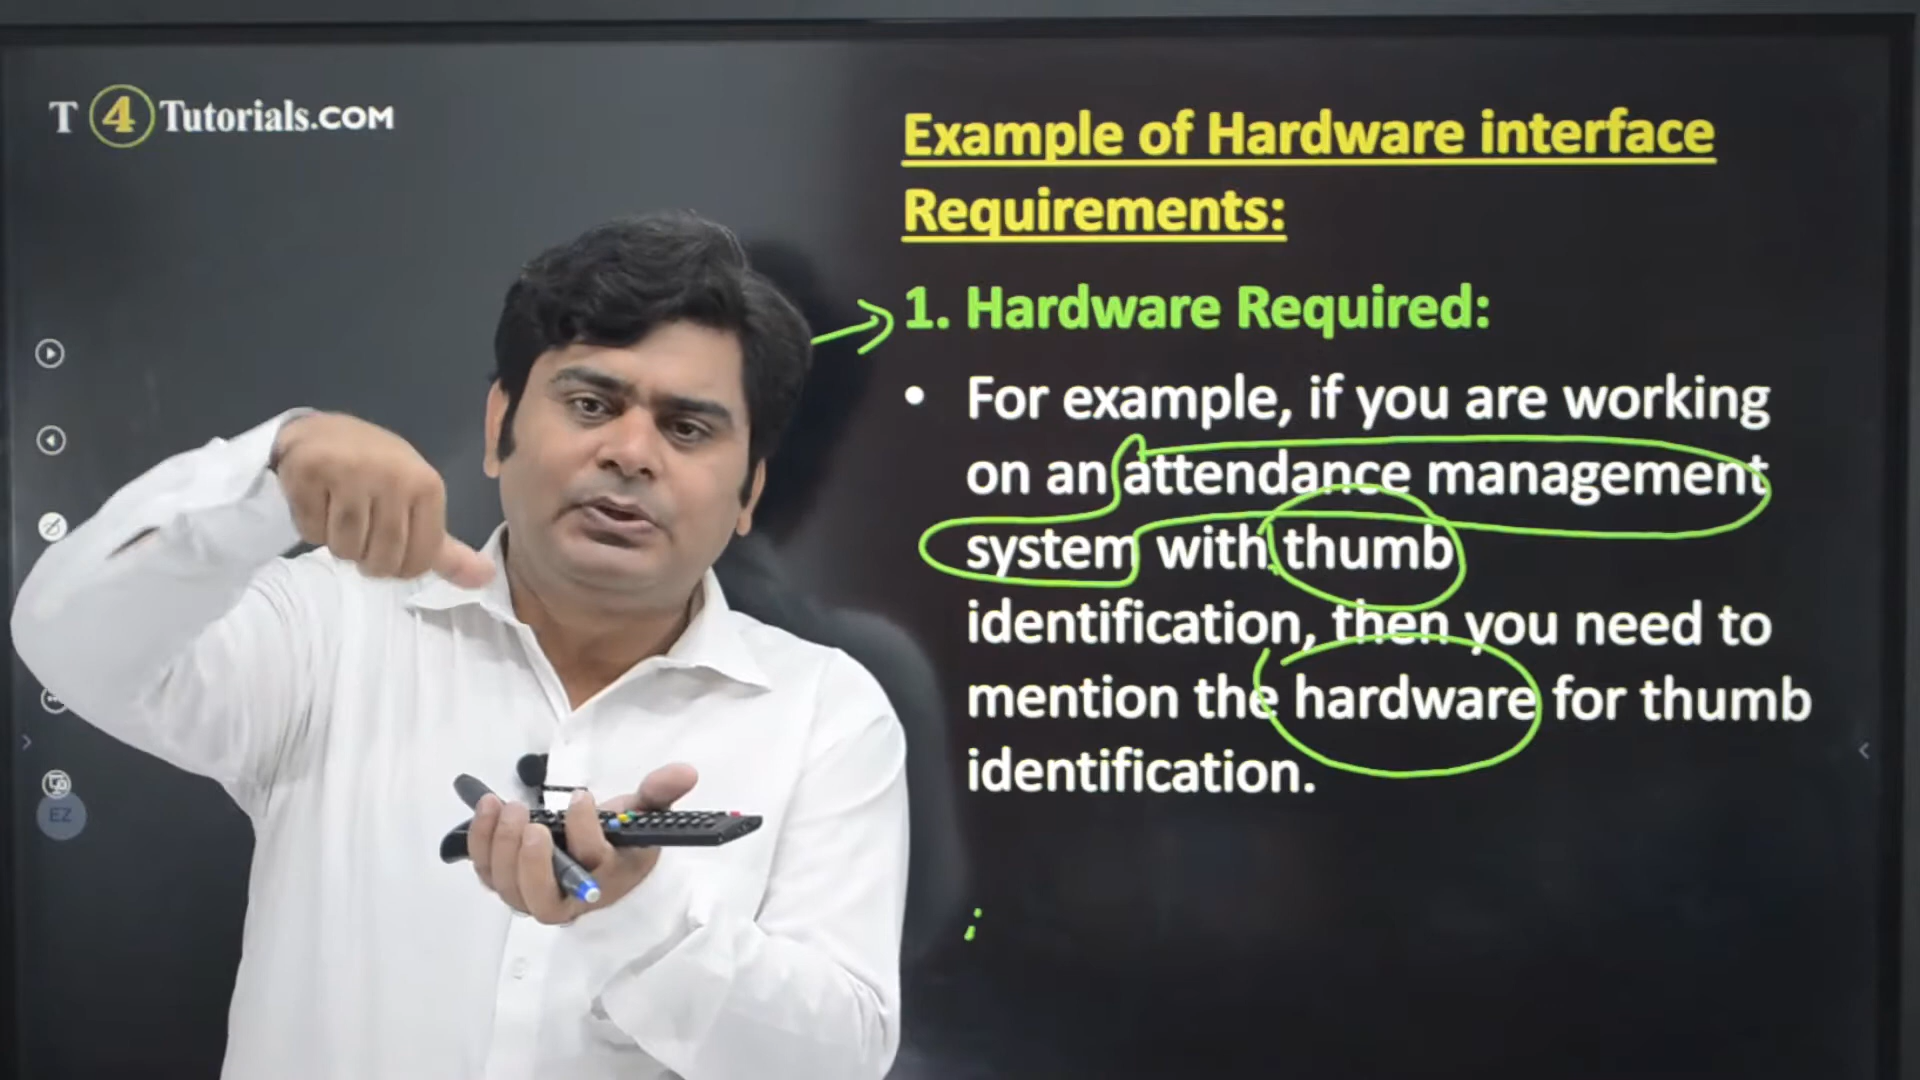 T 4 Tutorials.COM
Example of Hardware interface
Requirements:
1. Hardware Required:
• For example, if you are working
on an attendance management
system with thumb
identification, then you need to
mention the hardware for thumb
identification.
EZ